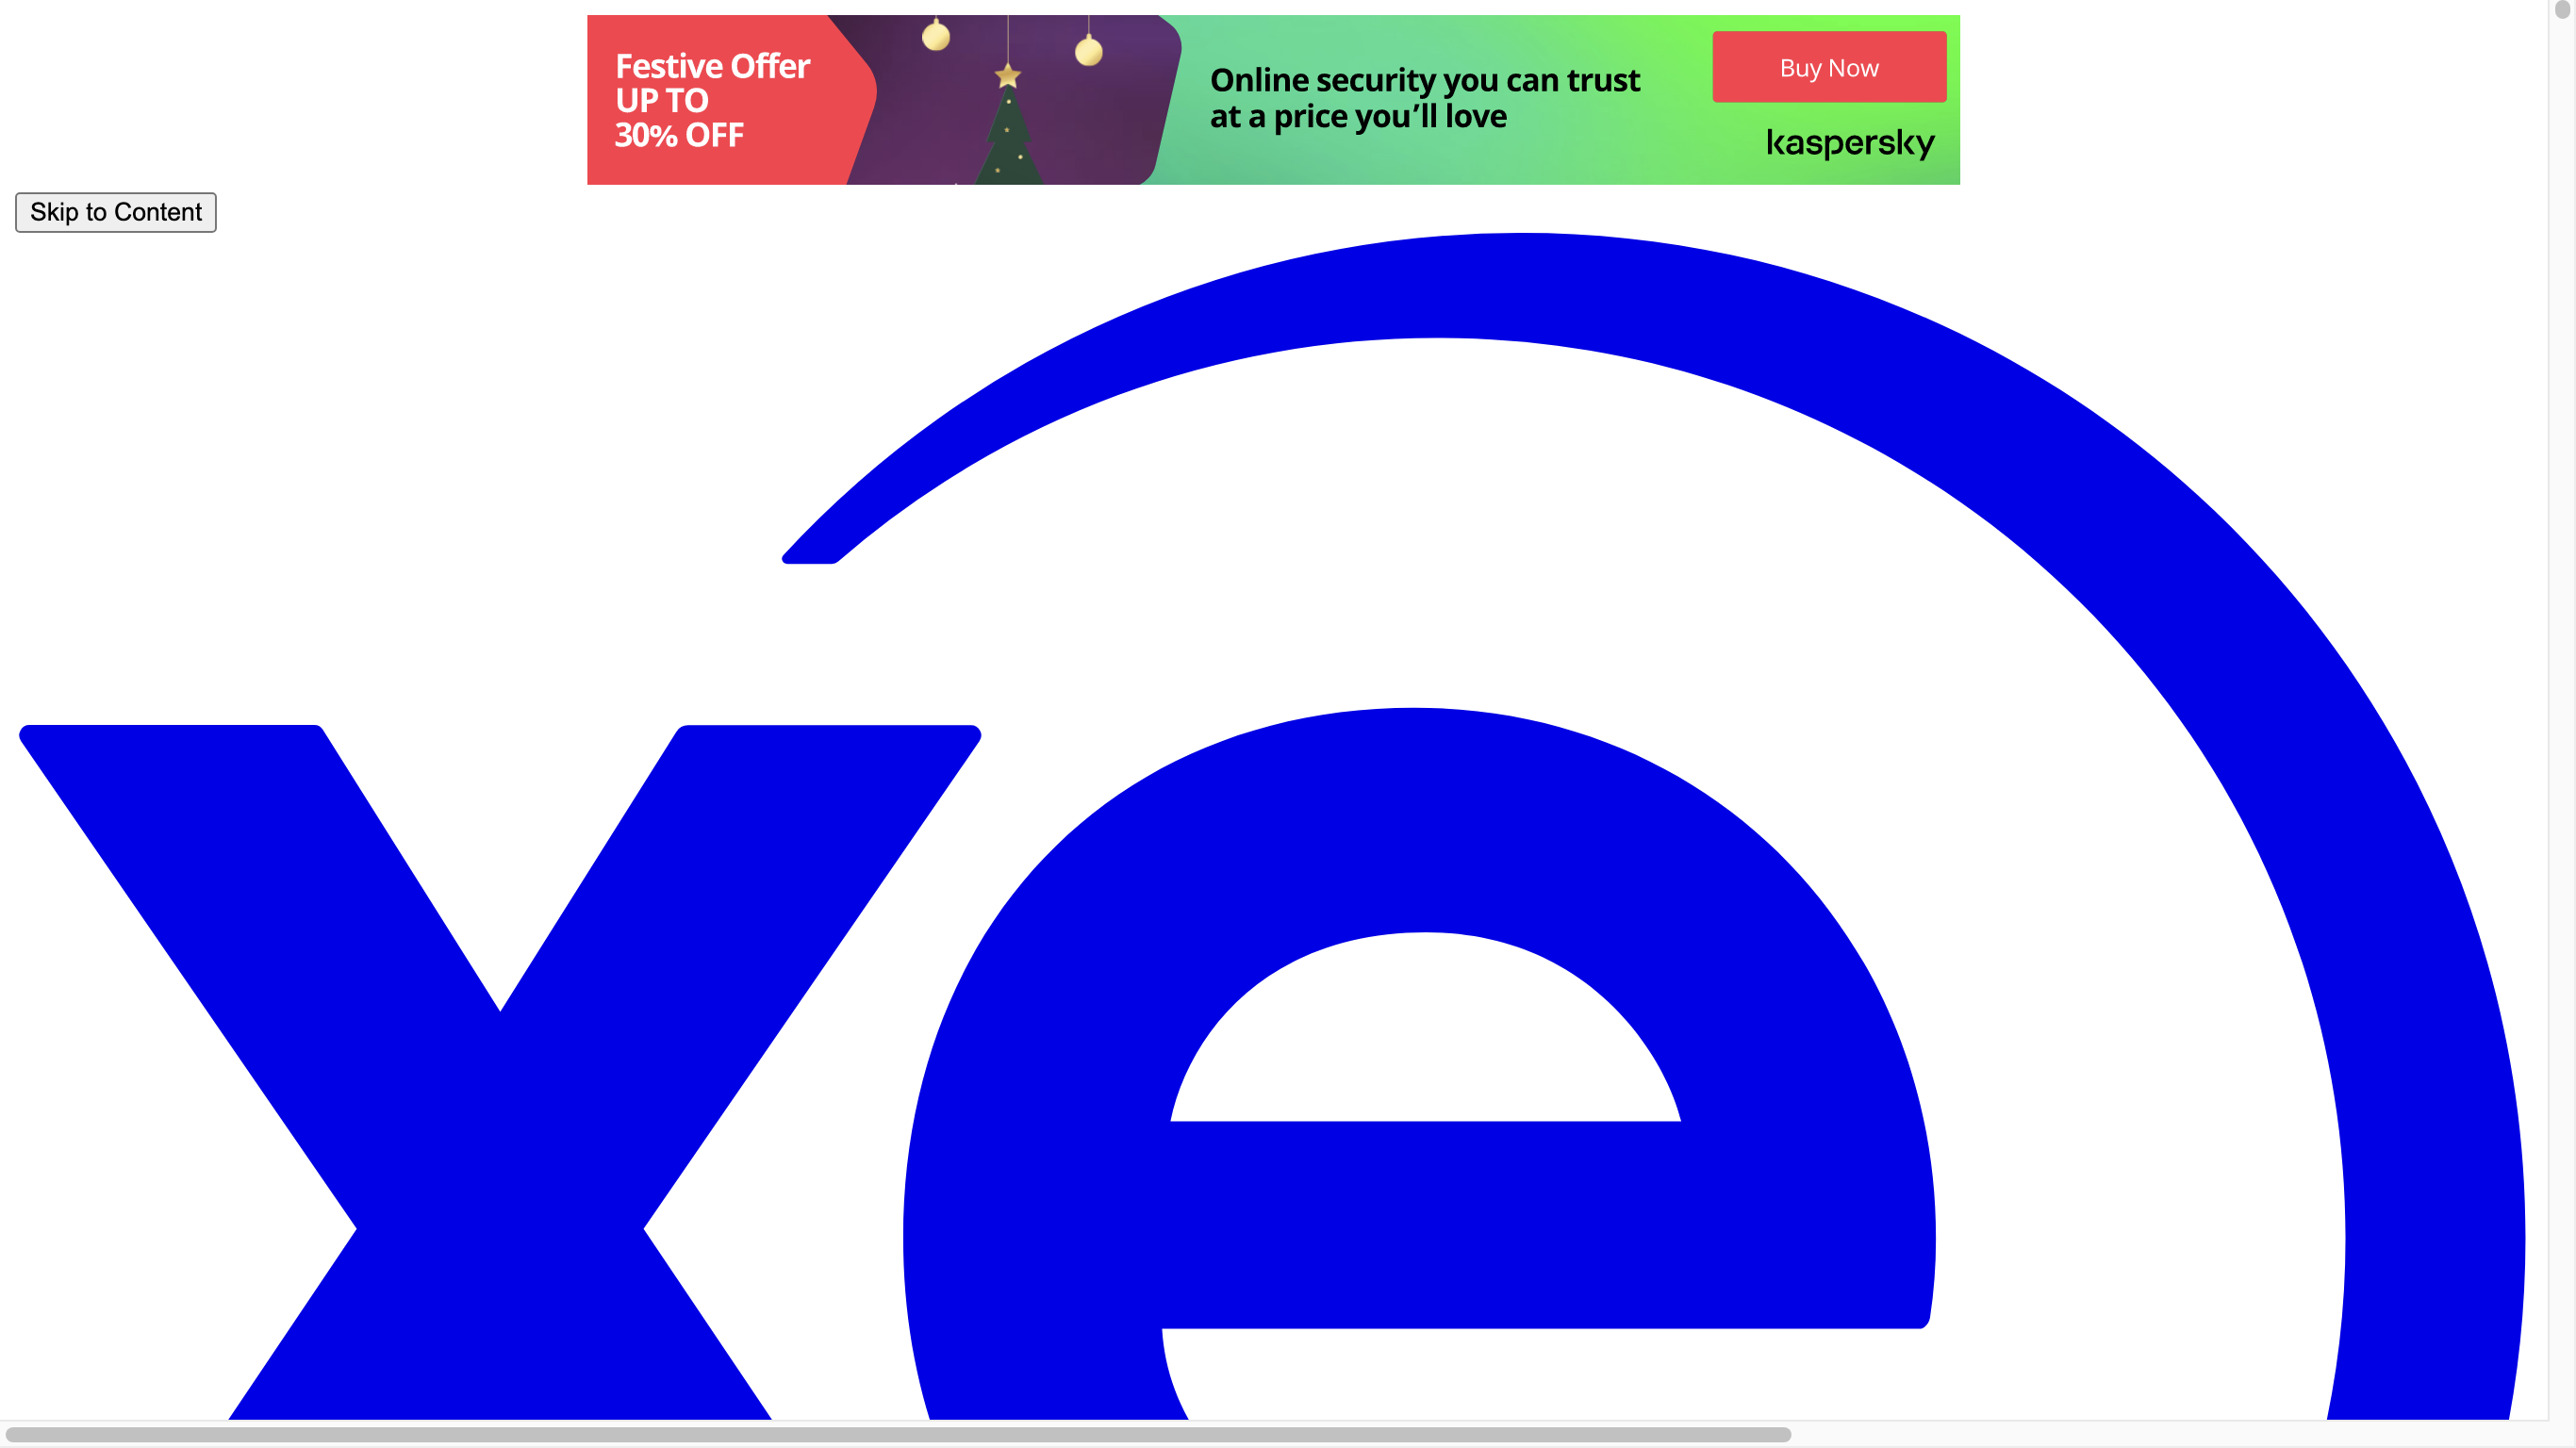 Festive Offer
UP TO
30% OFF
Online security you can trust
at a price you’ll love
Buy Now
kaspersky
Skip to Content
xe